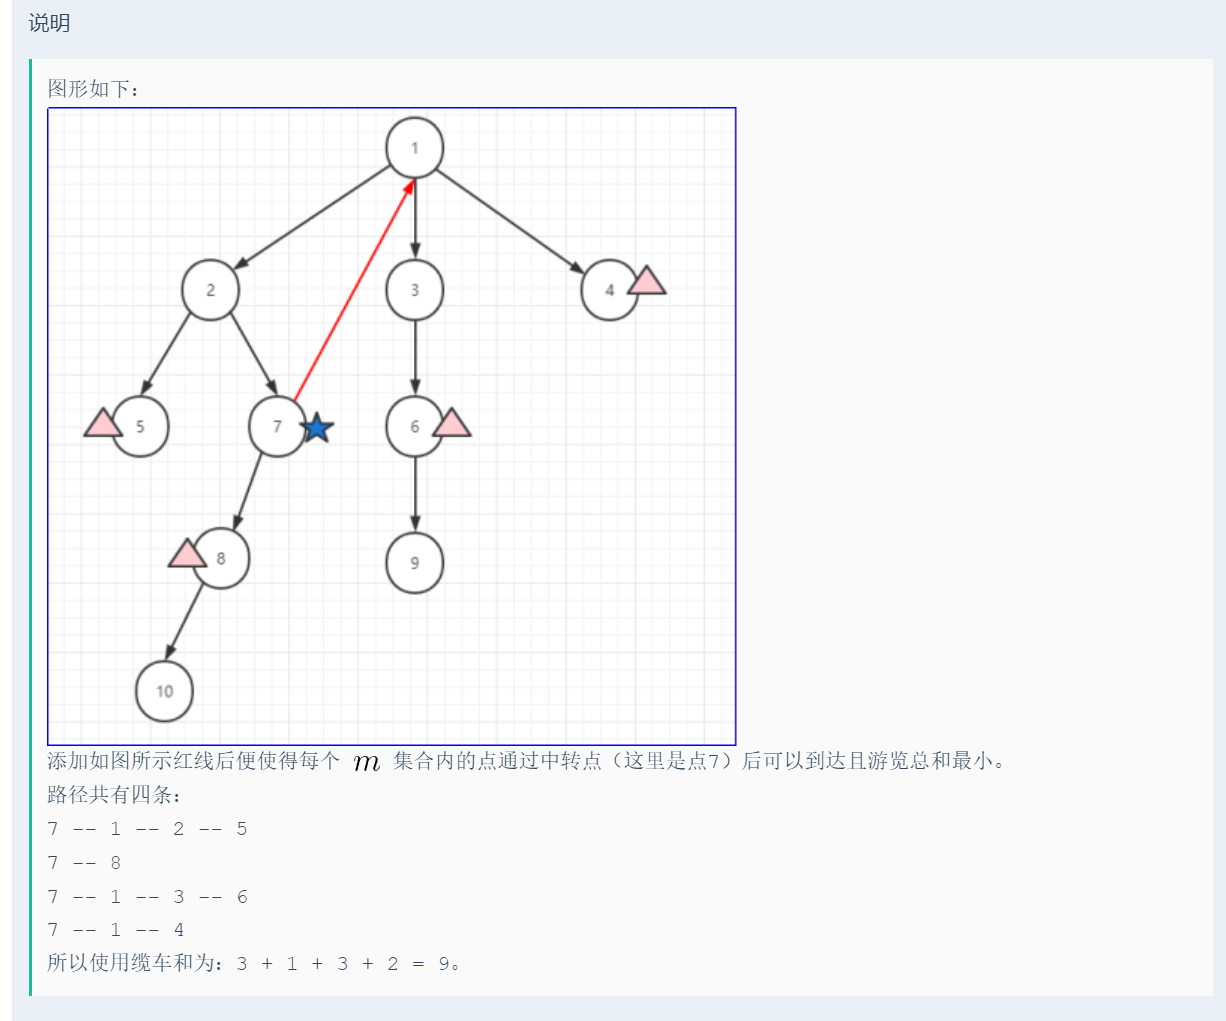 说明
图形如下:
1
2
3
4
5
7
6
8
9
10
添加如图所示红线后便使得每个 m 集合内的点通过中转点（这里是点7）后可以到达且游览总和最小。
路径共有四条:
7 -- 1 -- 2 -- 5
7 -- 8
7 -- 1 -- 3 -- 6
7 -- 1 -- 4
所以使用缆车和为: 3 + 1 + 3 + 2 = 9。